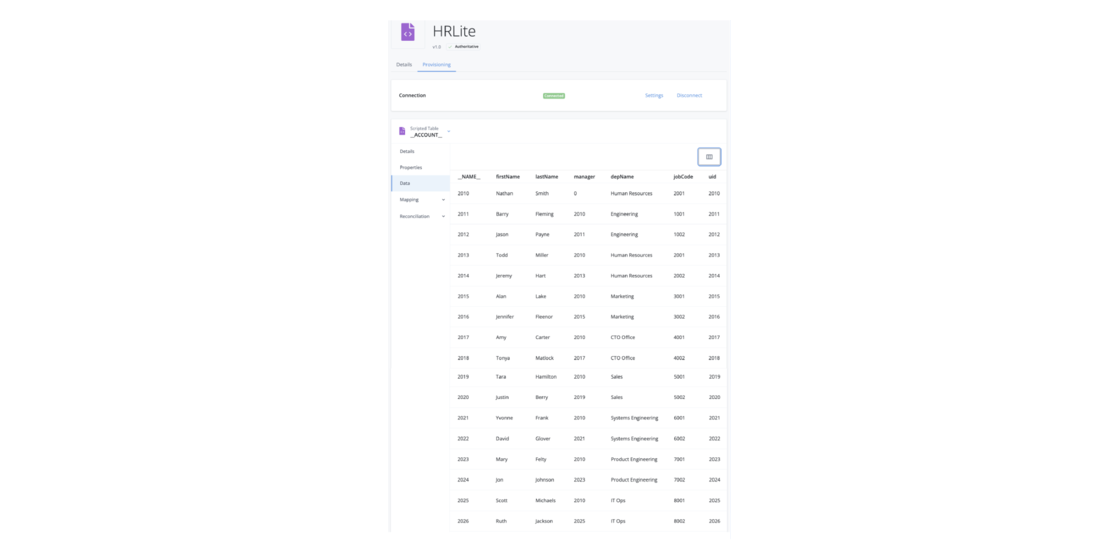 HRLite
v1.0 Authoritative
Details Provisioning
Connection Connected Settings Disconnect
Scripted Table
__ACCOUNT__
Details
Properties
Data
Mapping
Reconciliation
__NAME__ firstName lastName manager depName jobCode uid
2010 Nathan Smith 0 Human Resources 2001 2010
2011 Barry Fleming 2010 Engineering 1001 2011
2012 Jason Payne 2011 Engineering 1002 2012
2013 Todd Miller 2010 Human Resources 2001 2013
2014 Jeremy Hari 2013 Human Resources 2002 2014
2015 Alan Lake 2010 Marketing 3001 2015
2016 Jennifer Fleenor 2015 Marketing 3002 2016
2017 Amy Carter 2010 CTO Office 4001 2017
2018 Tonya Matlock 2017 CTO Office 4002 2018
2019 Tara Hamilton 2010 Sales 5001 2019
2020 Justin Berry 2019 Sales 5002 2020
2021 Yvonne Frank 2010 Systems Engineering 6001 2021
2022 David Glover 2021 Systems Engineering 6002 2022
2023 Mary Felty 2010 Product Engineering 7001 2023
2024 Jon Johnson 2023 Product Engineering 7002 2024
2025 Scott Michaels 2010 IT Ops 8001 2025
2026 Ruth Jackson 2025 IT Ops 8002 2026